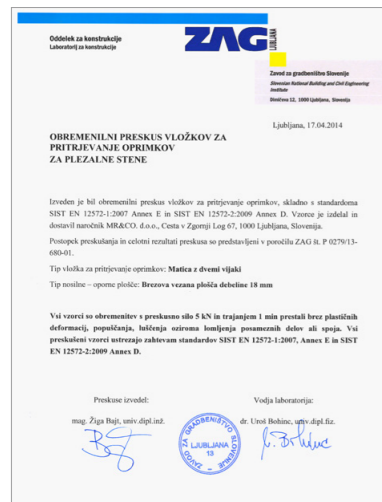 Oddelek za konstrukcije
Laboratorij za konstrukcije
ZAG
LJUBLJANA
Zavod za gradbeništvo Slovenije
Slovenian National Building and Civil Engineering
Institute
Dimičeva 12, 1000 Ljubljana, Slovenija
Ljubljana, 17.04.2014
OBREMENILNI PRESKUS VLOŽKOV ZA
PRITRJEVANJE OPRIMKOV
ZA PLEZALNE STENE
Izveden je bil obremenilni preskus vložkov za pritrjevanje oprimkov, skladno s standardoma
SIST EN 12572-1:2007 Annex E in SIST EN 12572-2:2009 Annex D. Vzorce je izdelal in
dostavil naročnik MR&CO. d.o.o., Cesta v Zgornji Log 67, 1000 Ljubljana, Slovenija.
Postopek preskušanja in celotni rezultati preskusa so predstavljeni v poročilu ZAG št. P 0279/13-
680-01.
Tip vložka za pritrjevanje oprimkov: Matica z dvemi vijaki
Tip nosilne – oporne plošče: Brezova vezana plošča debeline 18 mm
Vsi vzorci so obremenitev s preskusno silo 5 kN in trajanjem 1 min prestali brez plastičnih
deformacij, popuščanja, luščenja oziroma lomljenja posameznih delov ali spoja. Vsi
preskušeni vzorci ustrezajo zahtevam standardov SIST EN 12572-1:2007, Annex E in SIST
EN 12572-2:2009 Annex D.
Preskuse izvedel:
Vodja laboratorija:
mag. Žiga Bajt, univ.dipl.inž.
dr. Uroš Bohinc, univ.dipl.fiz.
ZAVOD ZA GRADBENIŠTVO SLOVENIJE
LJUBLJANA
13